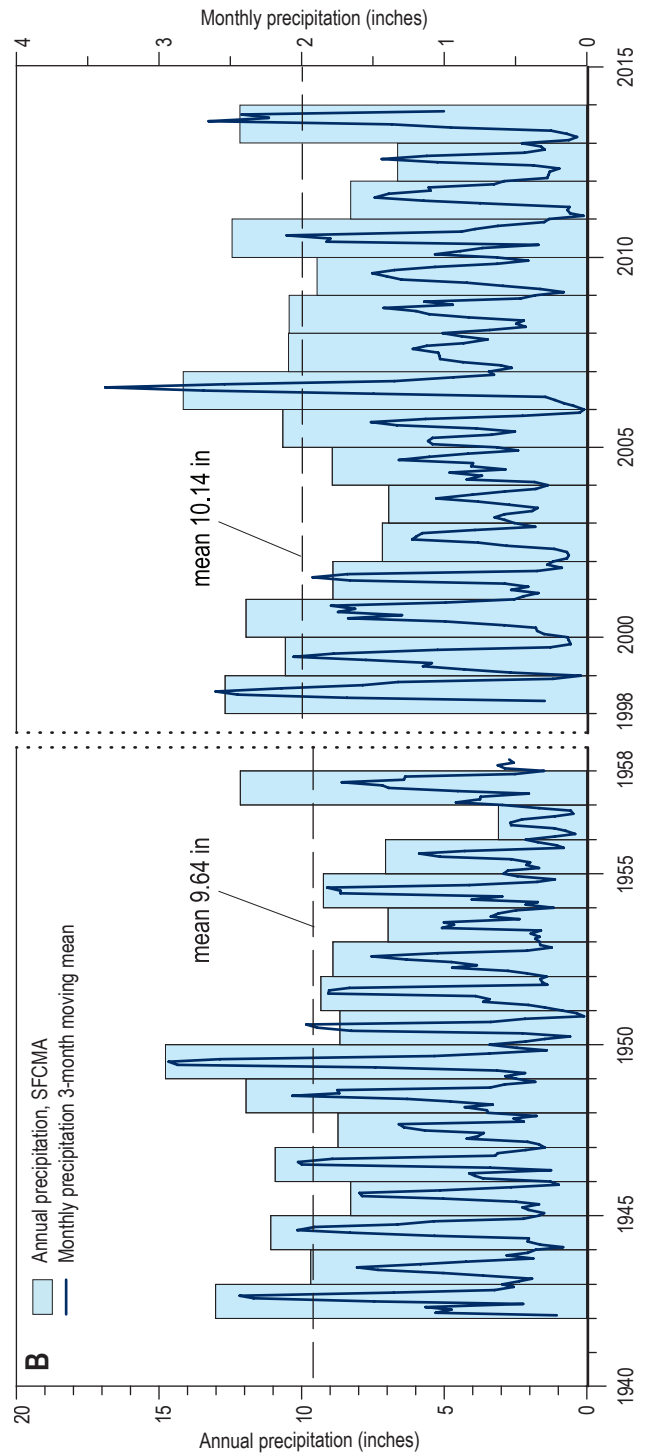 B
Annual precipitation, SFCMA
Monthly precipitation 3-month moving mean
mean 9.64 in
mean 10.14 in
Annual precipitation (inches)
20
15
10
5
0
Monthly precipitation (inches)
4
3
2
1
0
1940
1945
1950
1955
1958
1998
2000
2005
2010
2015